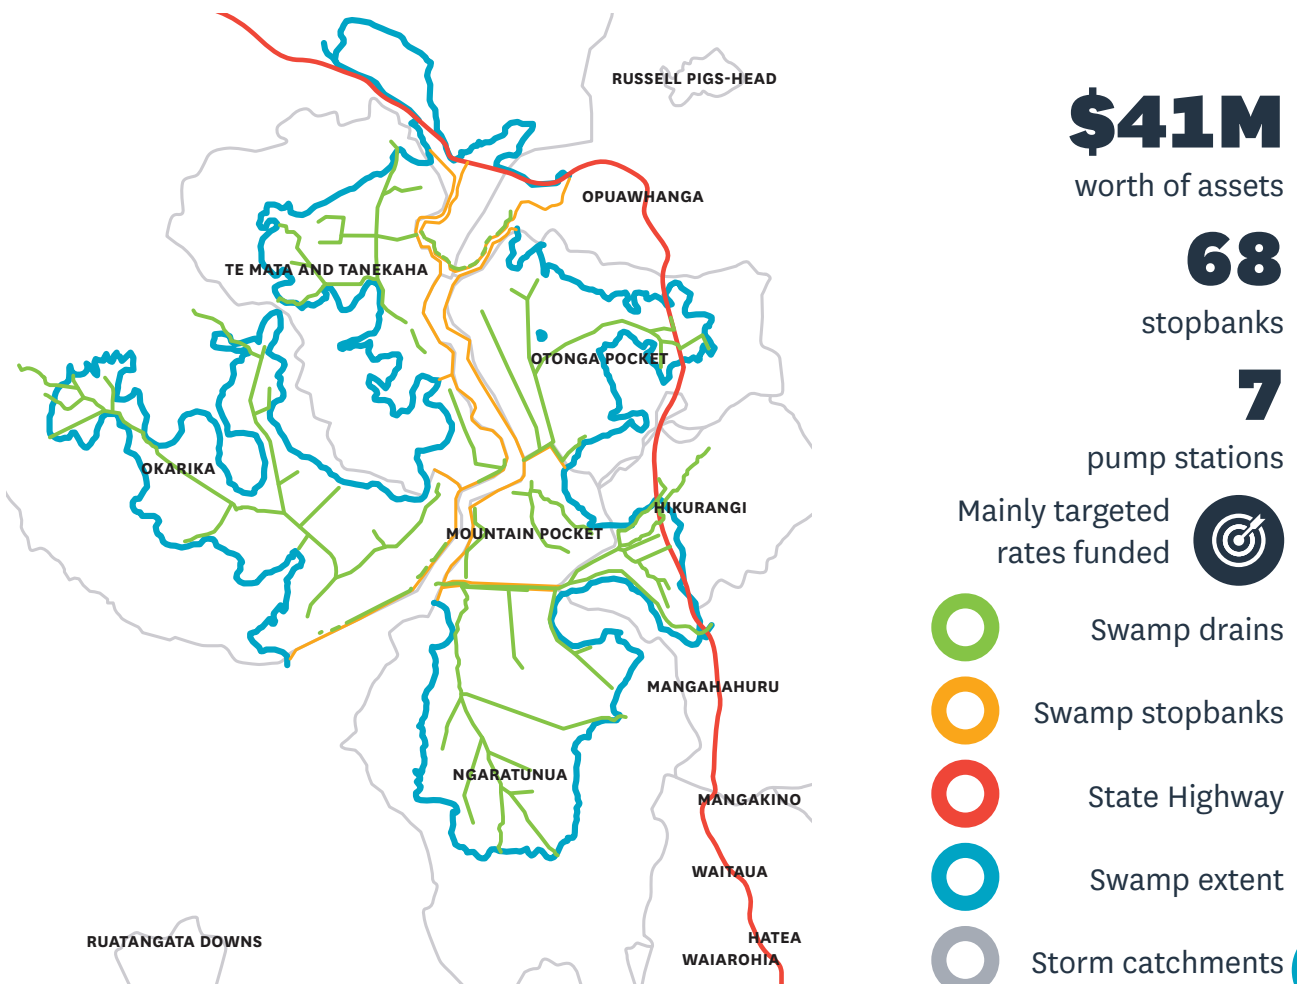 RUSSELL PIGS-HEAD
OPUAWHANGA
TE MATA AND TANEKAHA
OTONGA POCKET
OKARIKA
HIKURANGI
MOUNTAIN POCKET
MANGAHAHURU
NGARATUNUA
MANGAKINO
WAITAUA
HATEA
RUATANGATA DOWNS
WAIAROHIA
$41M
worth of assets
68
stopbanks
7
pump stations
Mainly targeted
rates funded
Swamp drains
Swamp stopbanks
State Highway
Swamp extent
Storm catchments